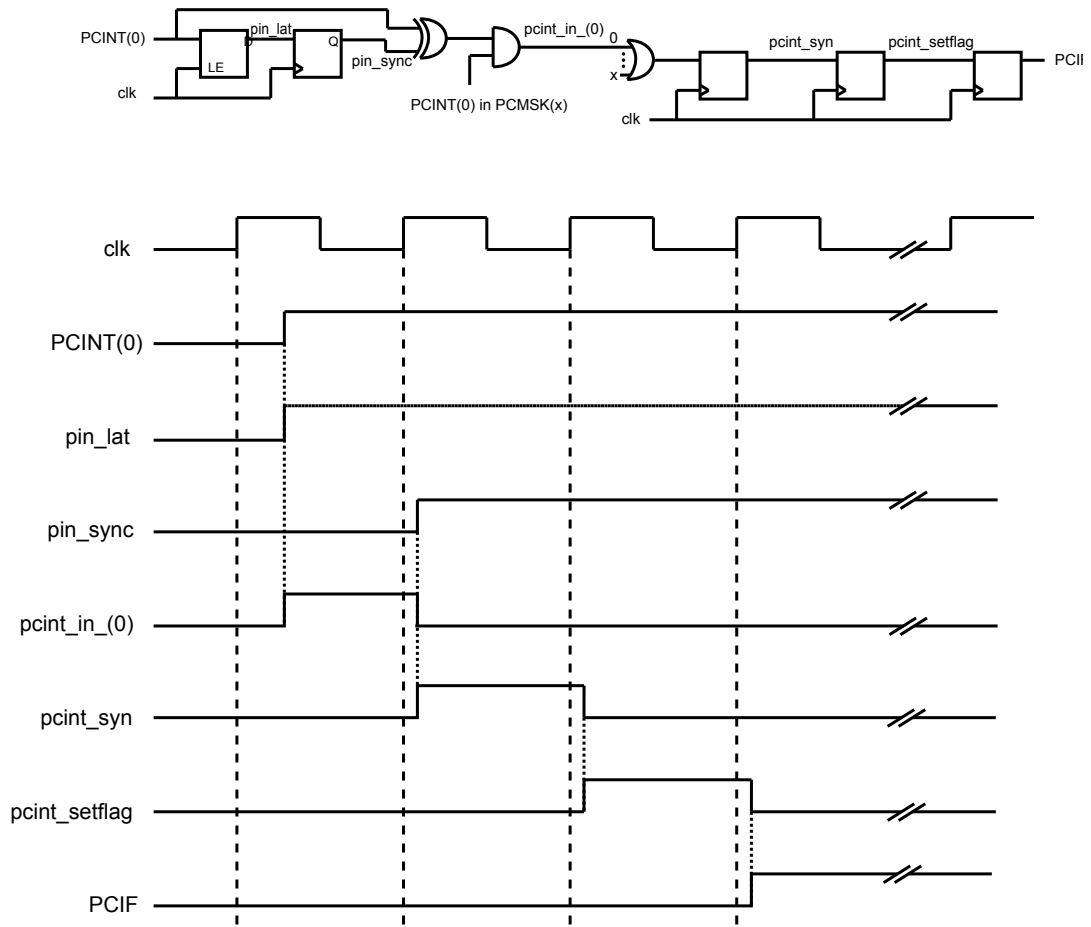 PCINT(0)
pin_lat
D
Q
LE
pin_sync
clk
pcint_in_(0)
0
x
PCINT(0) in PCMSK(x)
clk
pcint_syn
pcint_setflag
PCIF
clk
PCINT(0)
pin_lat
pin_sync
pcint_in_(0)
pcint_syn
pcint_setflag
PCIF